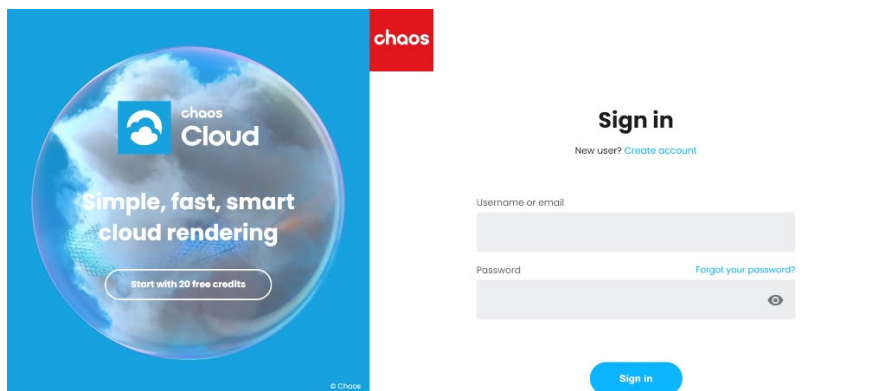 chaos
Cloud
Simple, fast, smart
cloud rendering
Start with 20 free credits
© Chaos
chaos
Sign in
New user? Create account
Username or email
Password
Forgot your password?
Sign in